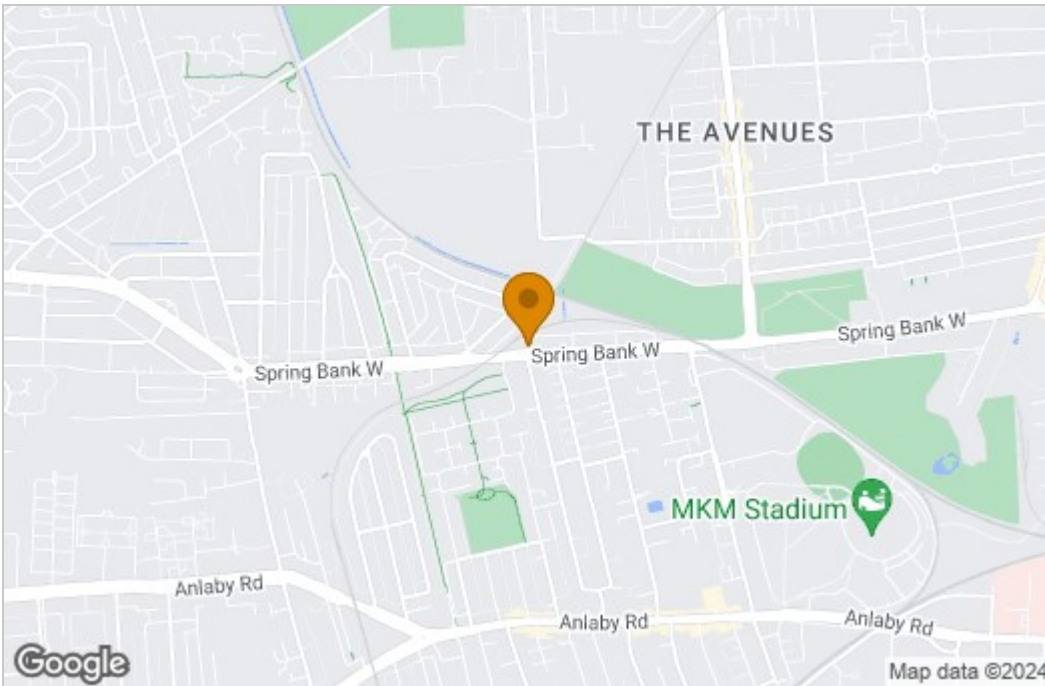 THE AVENUES
Spring Bank W
Spring Bank W
Spring Bank W
MKM Stadium
Anlaby Rd
Anlaby Rd
Anlaby Rd
Google
Map data ©2024